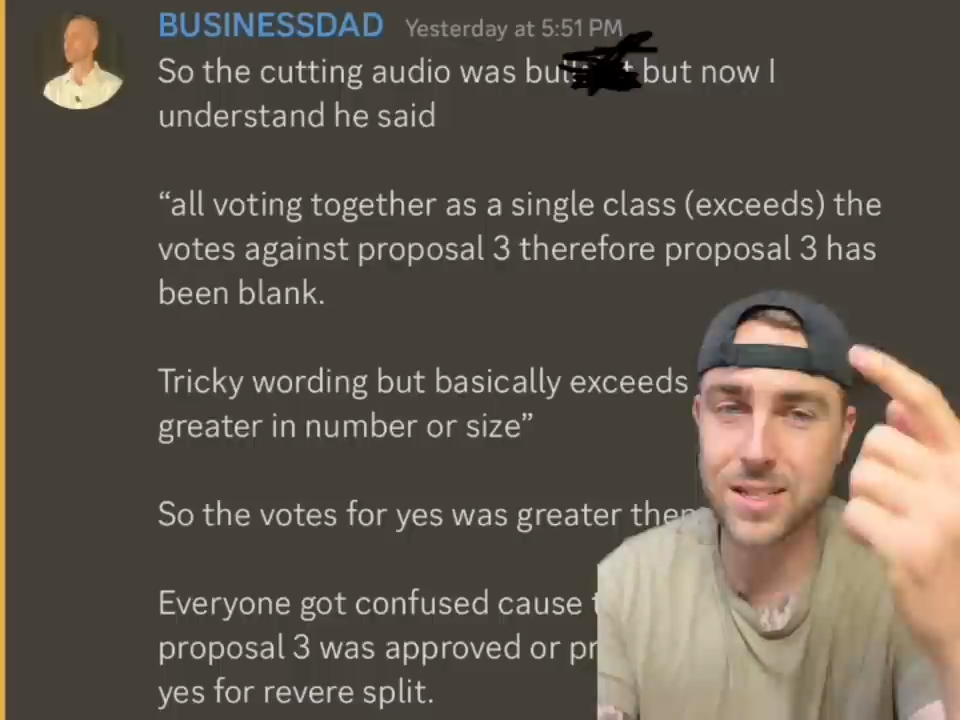 BUSINESSDAD Yesterday at 5:51 PM
So the cutting audio was but now I
understand he said
“all voting together as a single class (exceeds) the
votes against proposal 3 therefore proposal 3 has
been blank.
Tricky wording but basically exceeds
greater in number or size”
So the votes for yes was greater then
Everyone got confused cause
proposal 3 was approved or
yes for revere split.